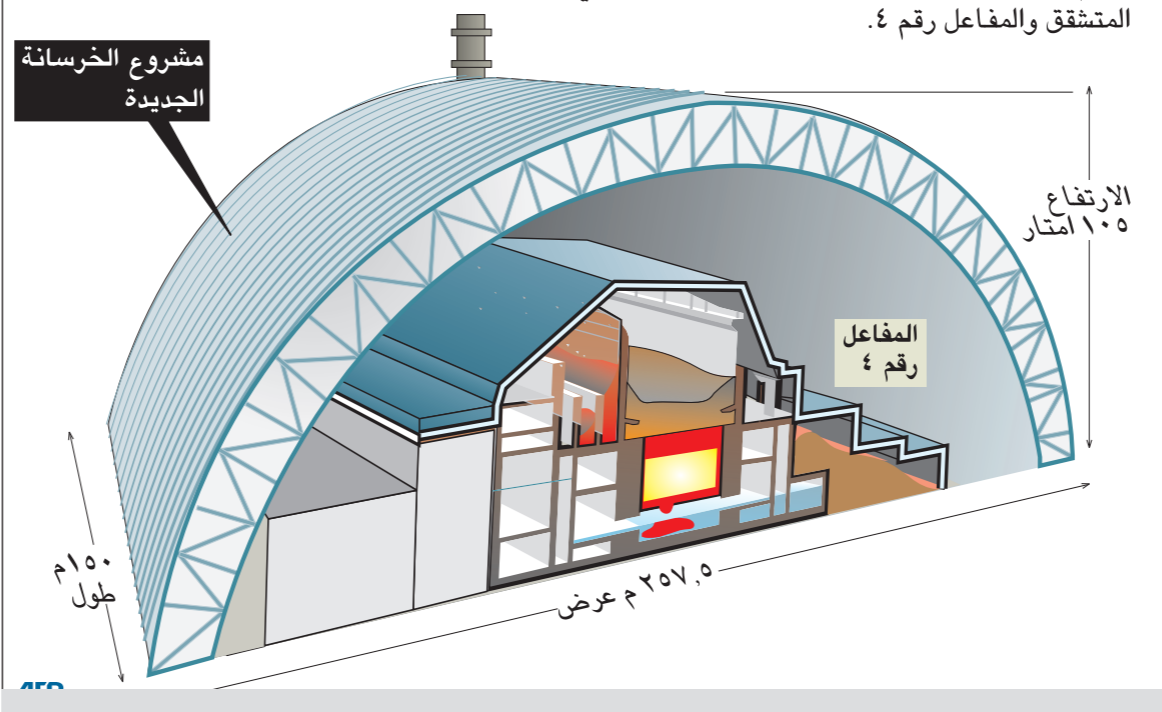 المتشقق والمفاعل رقم ٤.
مشروع الخرسانة
الجديدة
الارتفاع
١٠٥ امتار
المفاعل
رقم ٤
١٥٠م
طول
٢٥٧,٥ م عرض